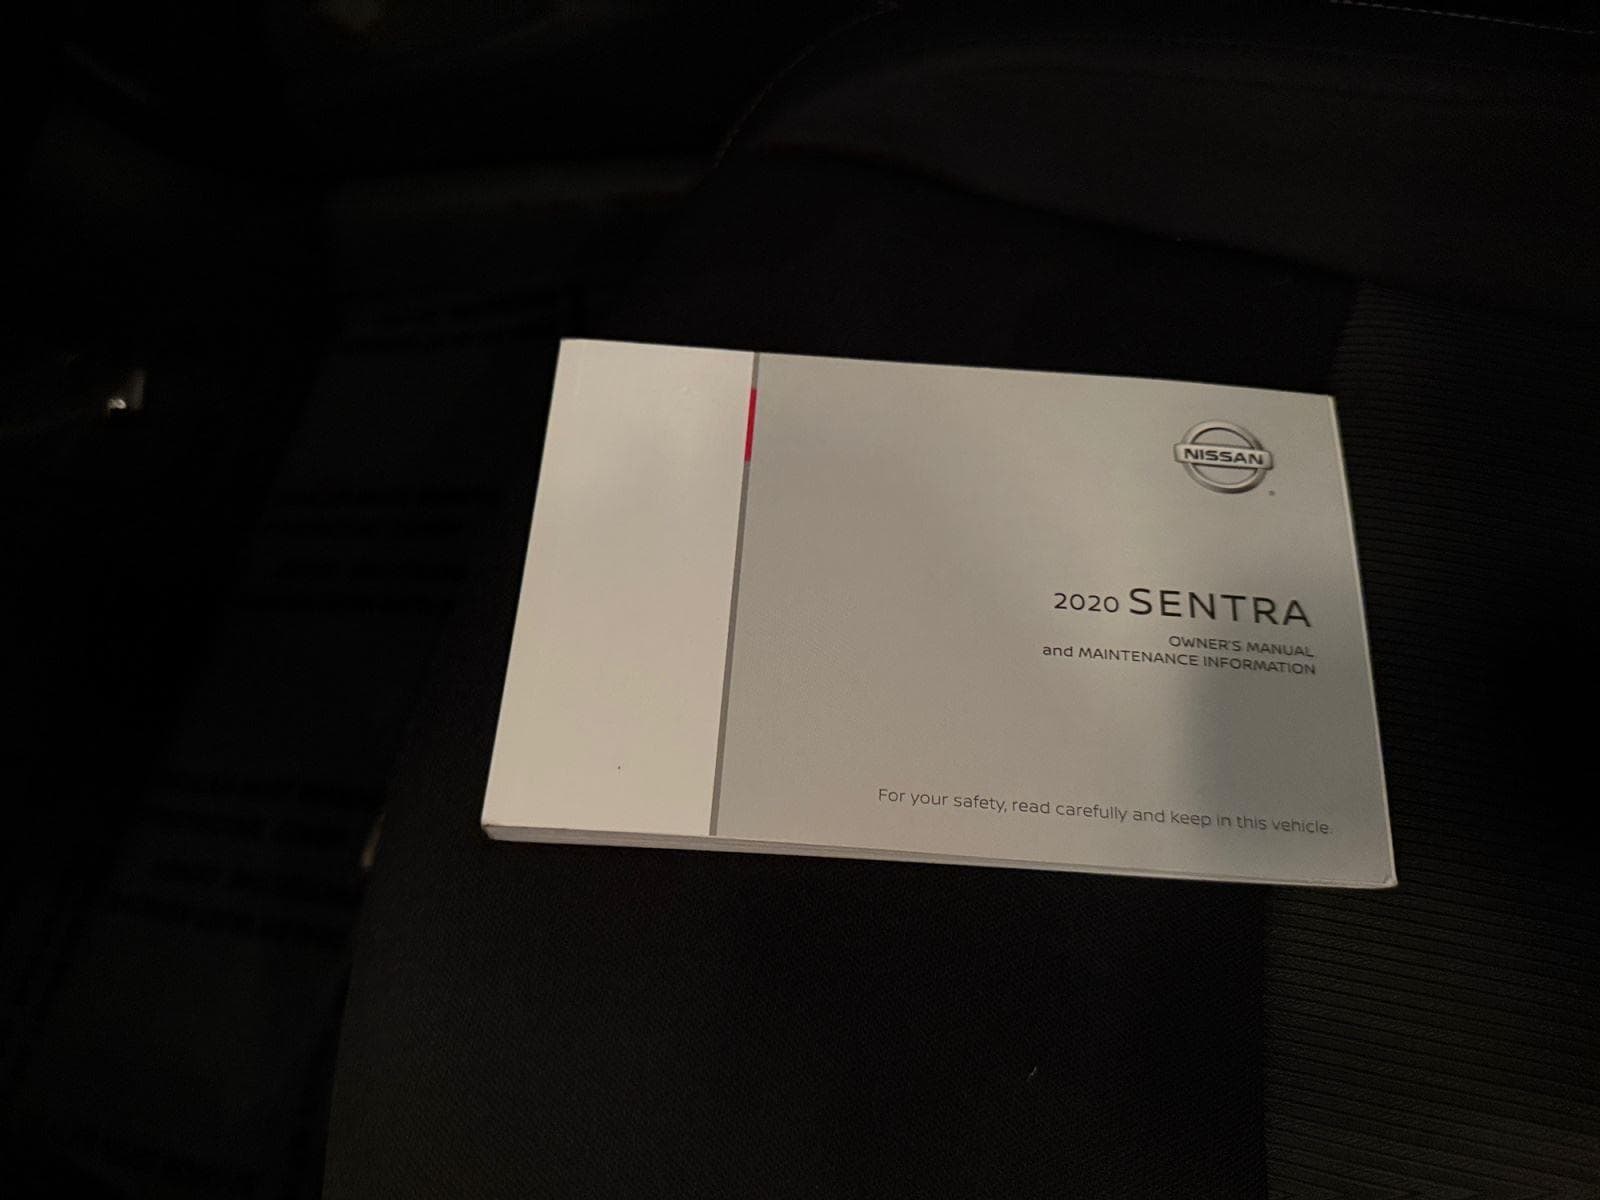 NISSAN
2020 SENTRA
OWNER'S MANUAL
and MAINTENANCE INFORMATION
For your safety, read carefully and keep in this vehicle.